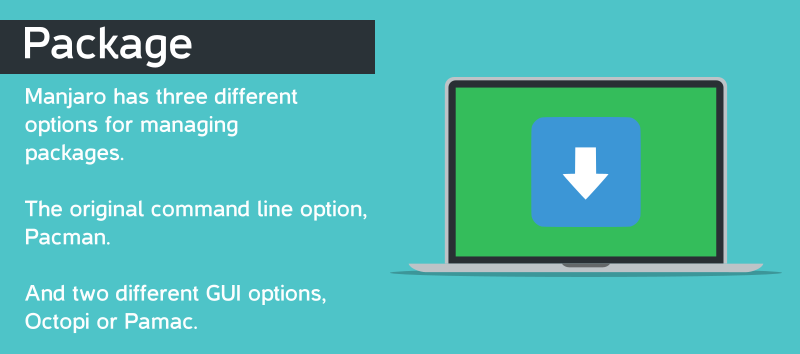 Package
Manjaro has three different
options for managing
packages.
The original command line option,
Pacman.
And two different GUI options,
Octopi or Pamac.